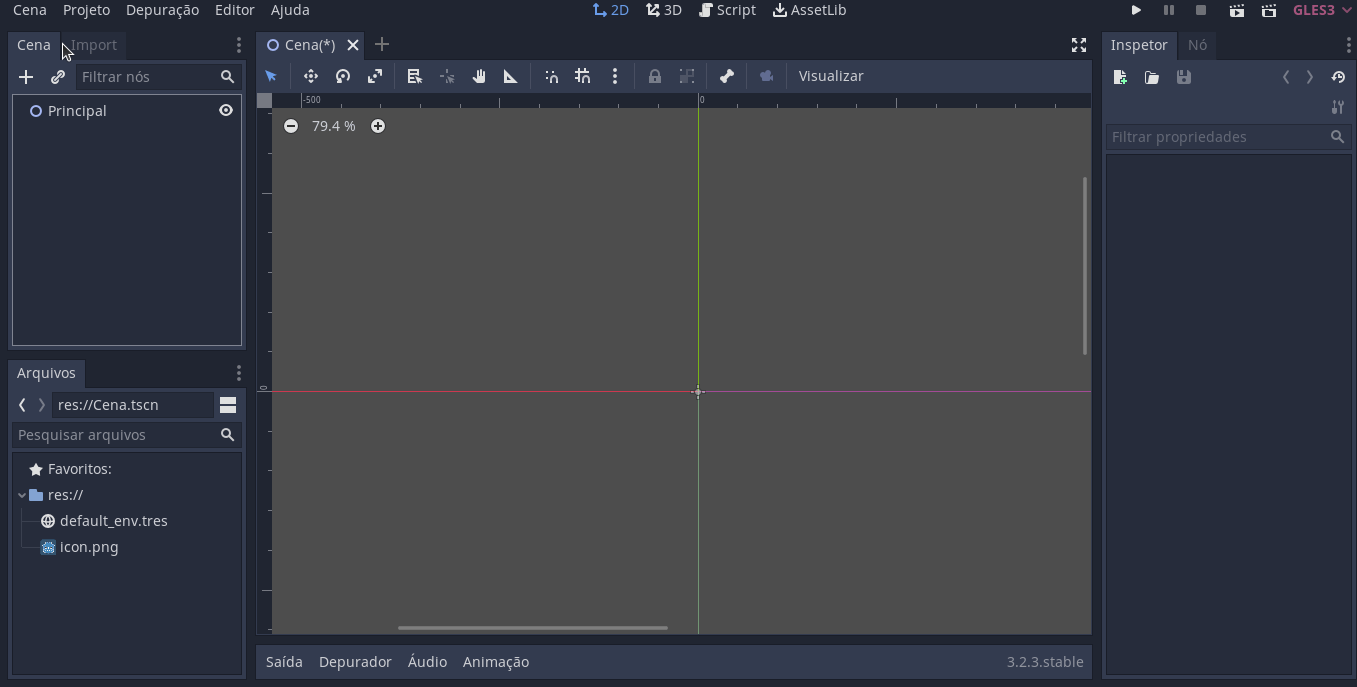 Cena Projeto Depuração Editor Ajuda 2D 3D Script AssetLib GLES3
Cena Import Cena(*) Inspetor Nó
Filtrar nós Visualizar
Principal
-500 0
79.4 %
Filtrar propriedades
Arquivos
0
res://Cena.tscn
Pesquisar arquivos
Favoritos:
res://
default_env.tres
icon.png
Saída Depurador Áudio Animação 3.2.3.stable